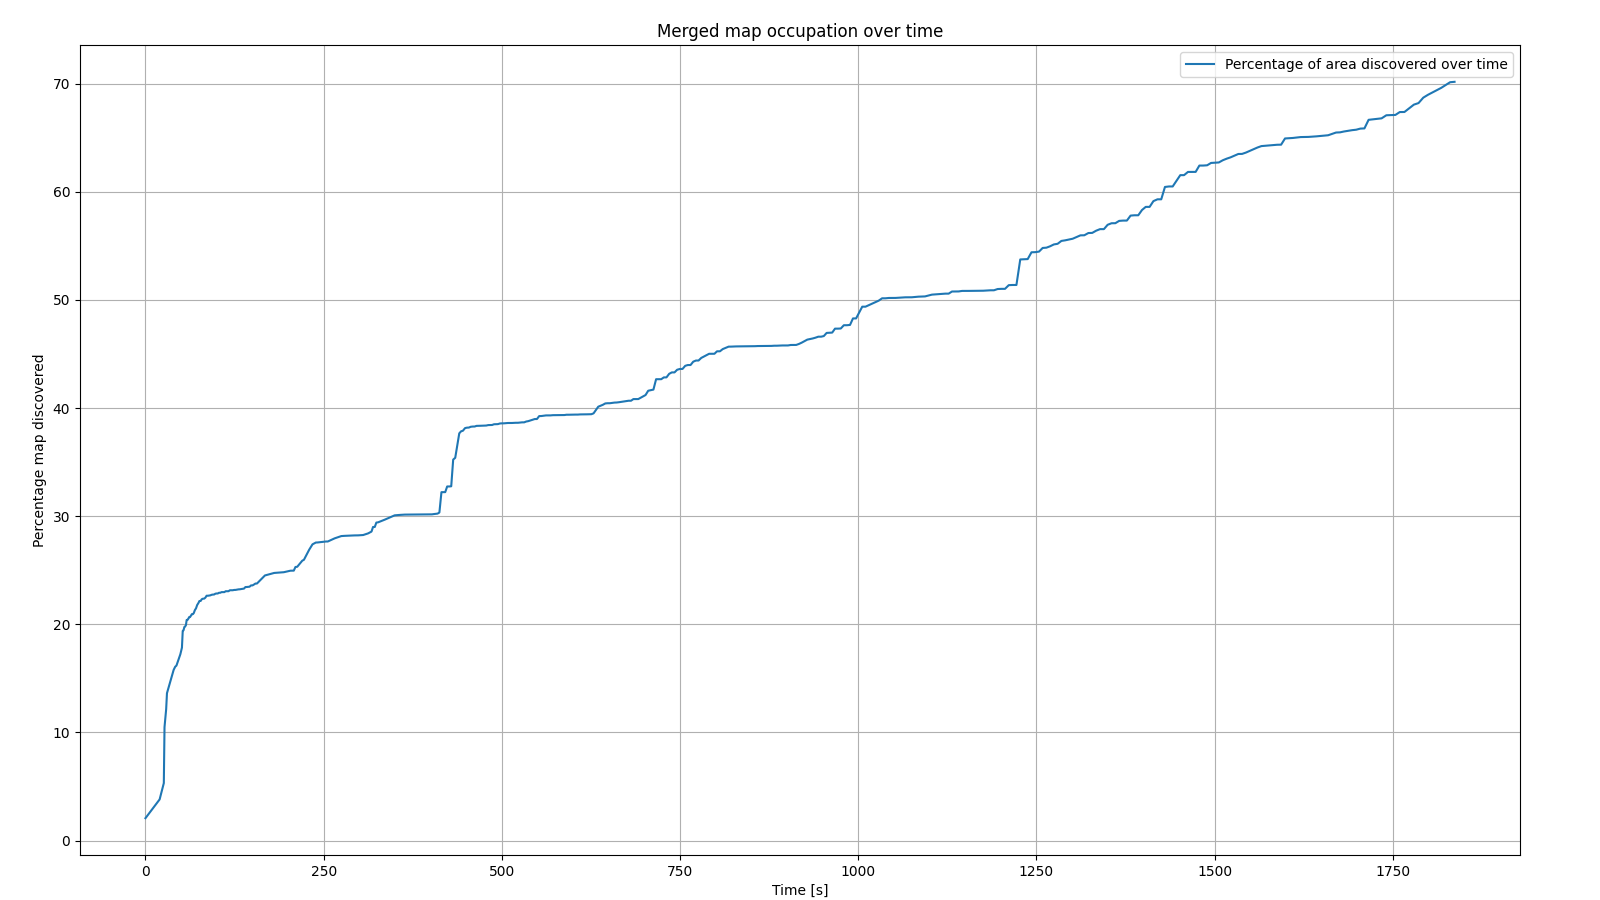 Merged map occupation over time
Percentage of area discovered over time
Percentage map discovered
70
60
50
40
30
20
10
0
0 250 500 750 1000 1250 1500 1750
Time [s]